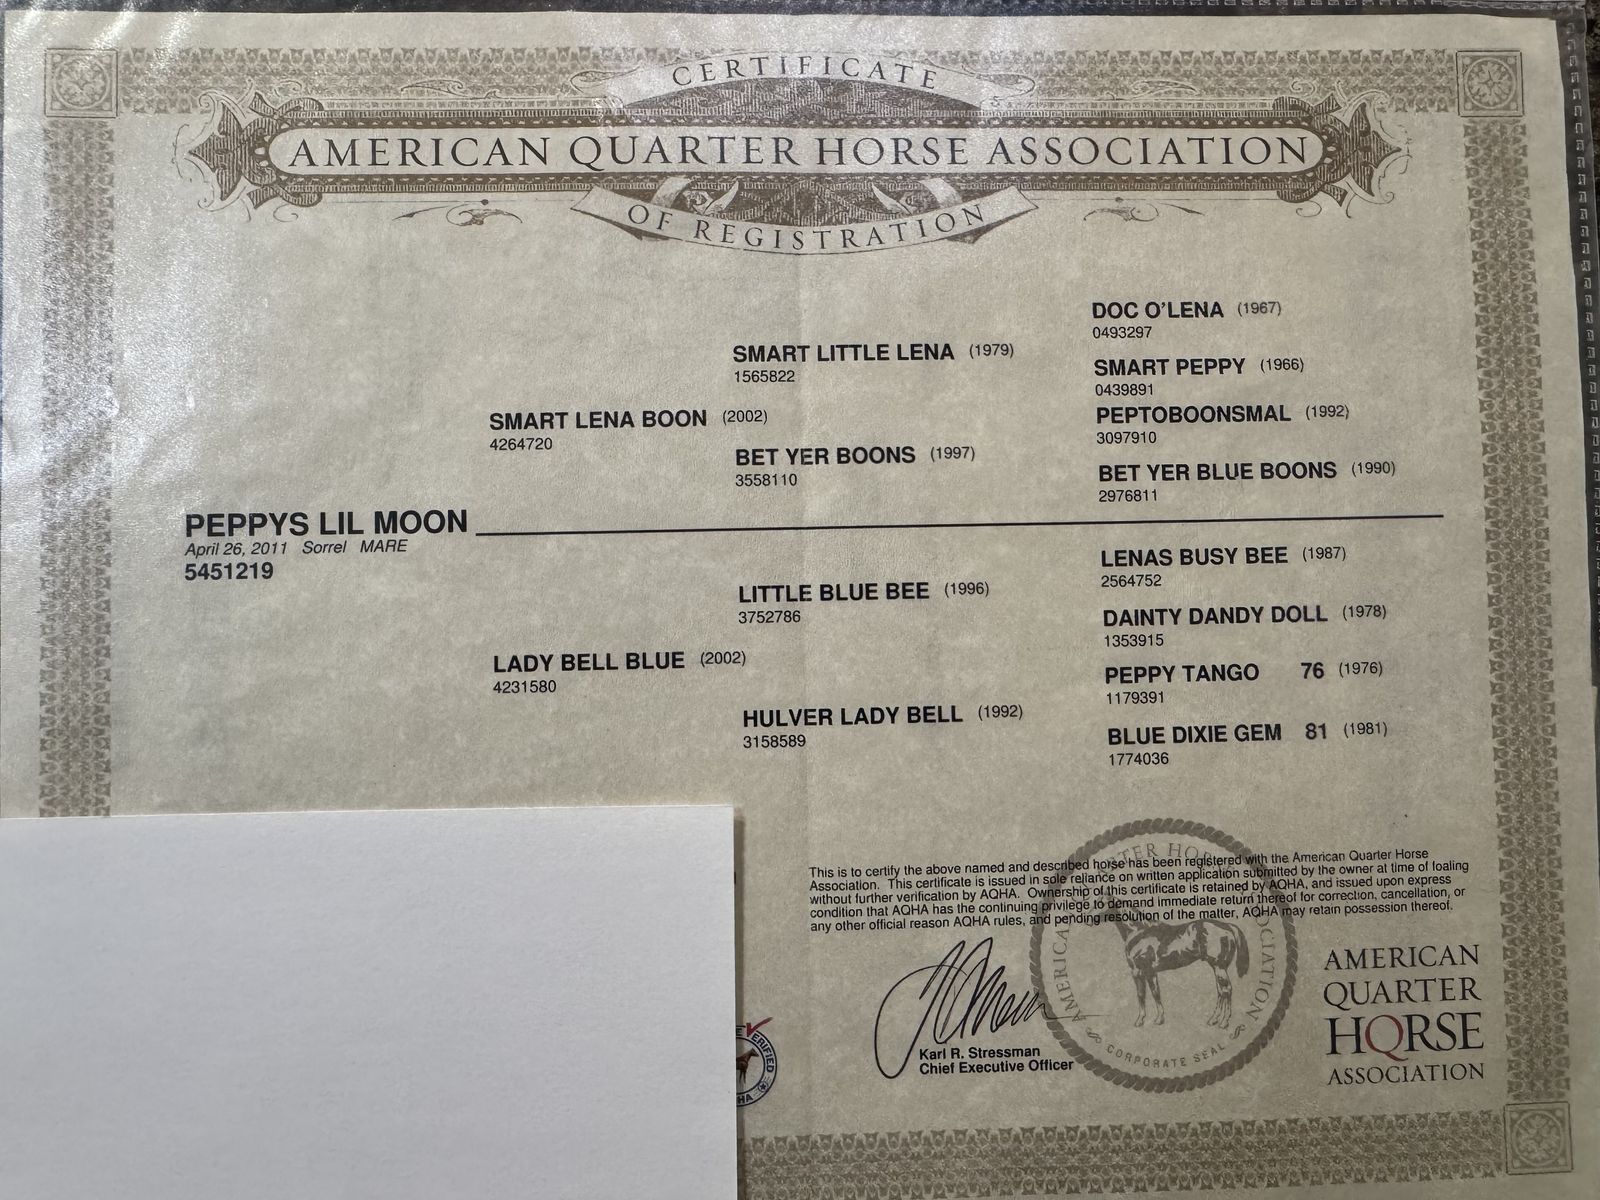 CERTIFICATE
AMERICAN QUARTER HORSE ASSOCIATION
OF REGISTRATION
DOC O'LENA (1967)
0493297
SMART LITTLE LENA (1979)
1565822
SMART PEPPY (1966)
0439891
SMART LENA BOON (2002)
4264720
PEPTOBOONSMAL (1992)
3097910
BET YER BOONS (1997)
3558110
BET YER BLUE BOONS (1990)
2976811
PEPPYS LIL MOON
April 26, 2011 Sorrel MARE
5451219
LENAS BUSY BEE (1987)
2564752
LITTLE BLUE BEE (1996)
3752786
DAINTY DANDY DOLL (1978)
1353915
LADY BELL BLUE (2002)
4231580
PEPPY TANGO 76 (1976)
1179391
HULVER LADY BELL (1992)
3158589
BLUE DIXIE GEM 81 (1981)
1774036
This is to certify the above named and described horse has been registered with the American Quarter Horse
Association. This certificate is issued in sole reliance on written application submitted by the owner at time of loaling
without further verification by AQHA. Ownership of this certificate is retained by AQHA, and issued upon express
condition that AQHA has the continuing privilege to demand immediate return thereof for correction, cancellation, or
any other official reason AQHA rules, and pending resolution of the matter, AQHA may retain possession thereof.
Karl R. Stressman
Chief Executive Officer
AMERICAN QUARTER HORSE ASSOCIATION
CORPORATE SEAL
AMERICAN
QUARTER
HORSE
ASSOCIATION